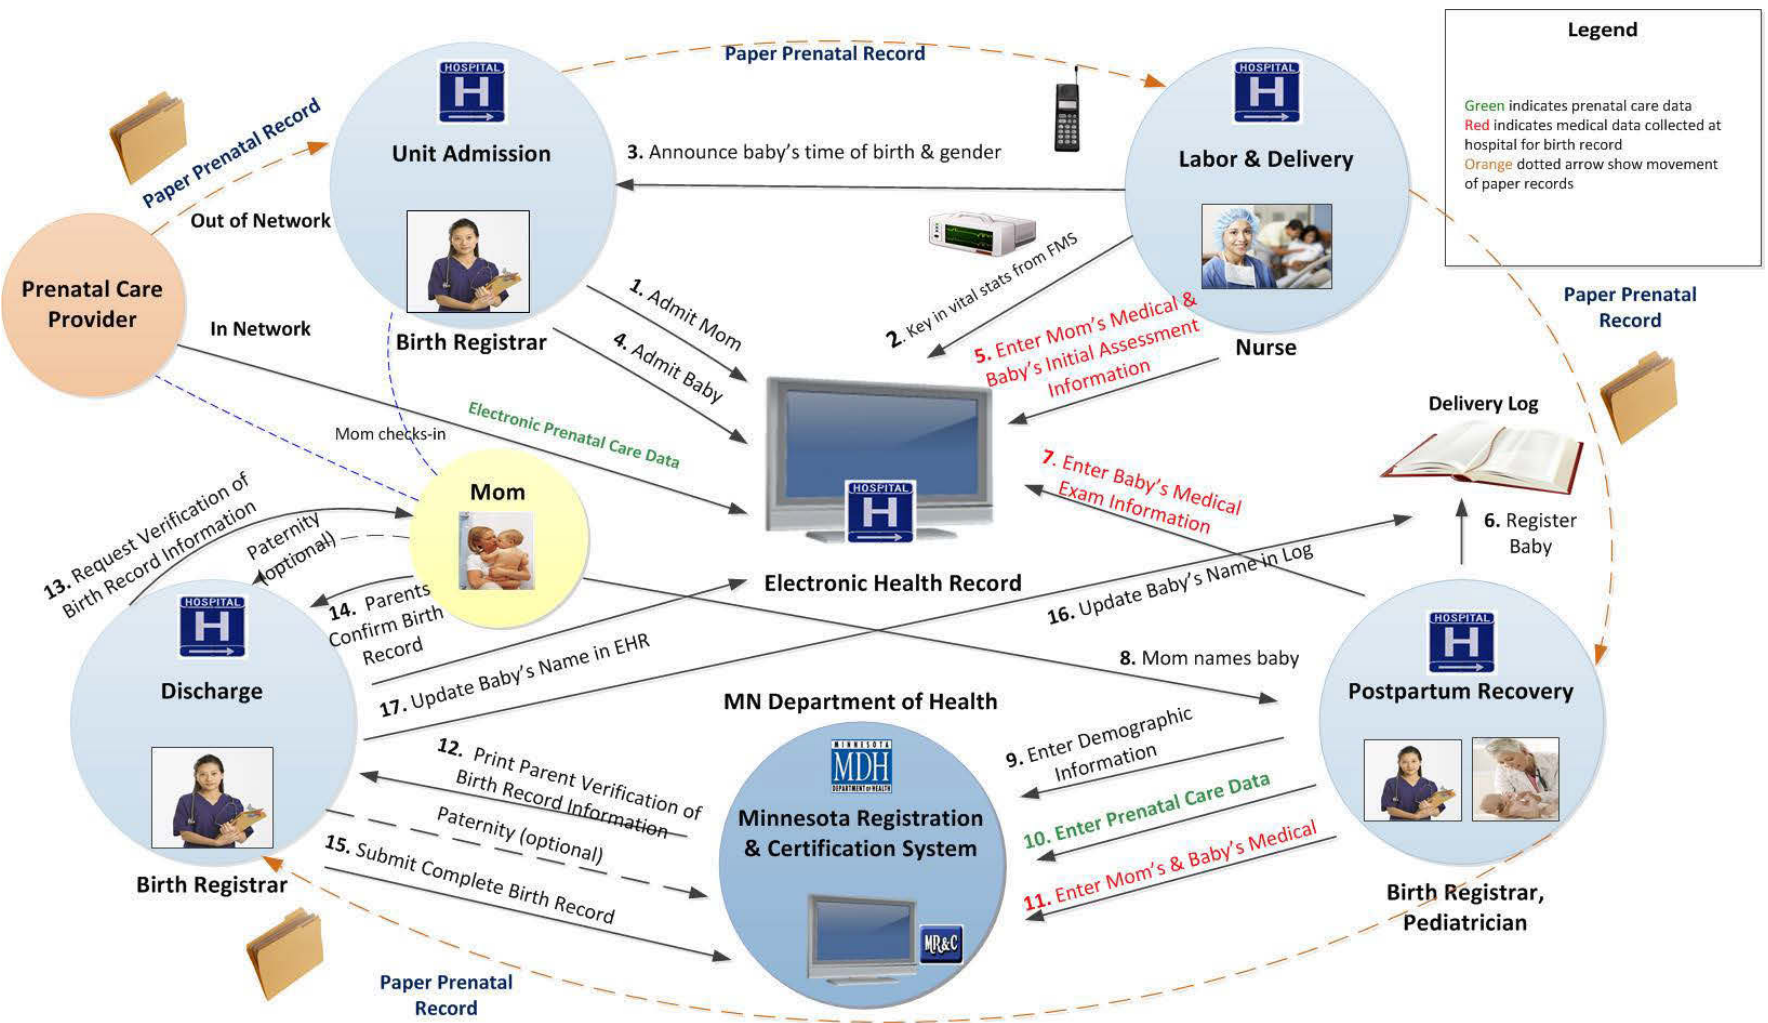 Legend
Green indicates prenatal care data
Red indicates medical data collected at
hospital for birth record
Orange dotted arrow show movement
of paper records
Paper Prenatal Record
HOSPITAL
H
Unit Admission
Birth Registrar
Paper Prenatal Record
Out of Network
Prenatal Care
Provider
In Network
3. Announce baby's time of birth & gender
HOSPITAL
H
Labor & Delivery
Nurse
1. Admit Mom
4. Admit Baby
2. Key in vital stats from FMS
5. Enter Mom's Medical &
Baby's Initial Assessment
Information
Paper Prenatal
Record
Delivery Log
Mom checks-in
Electronic Prenatal Care Data
HOSPITAL
H
Electronic Health Record
7. Enter Baby's Medical
Exam Information
6. Register
Baby
Mom
13. Request Verification of
Birth Record Information
Paternity
(optional)
14. Parents
Confirm Birth
Record
16. Update Baby's Name in Log
17. Update Baby's Name in EHR
8. Mom names baby
HOSPITAL
H
Discharge
Birth Registrar
HOSPITAL
H
Postpartum Recovery
Birth Registrar,
Pediatrician
MN Department of Health
MINNESOTA
MDH
DEPARTMENT of HEALTH
Minnesota Registration
& Certification System
MR&C
9. Enter Demographic
Information
10. Enter Prenatal Care Data
11. Enter Mom's & Baby's Medical
12. Print Parent Verification of
Birth Record Information
Paternity (optional)
15. Submit Complete Birth Record
Paper Prenatal
Record